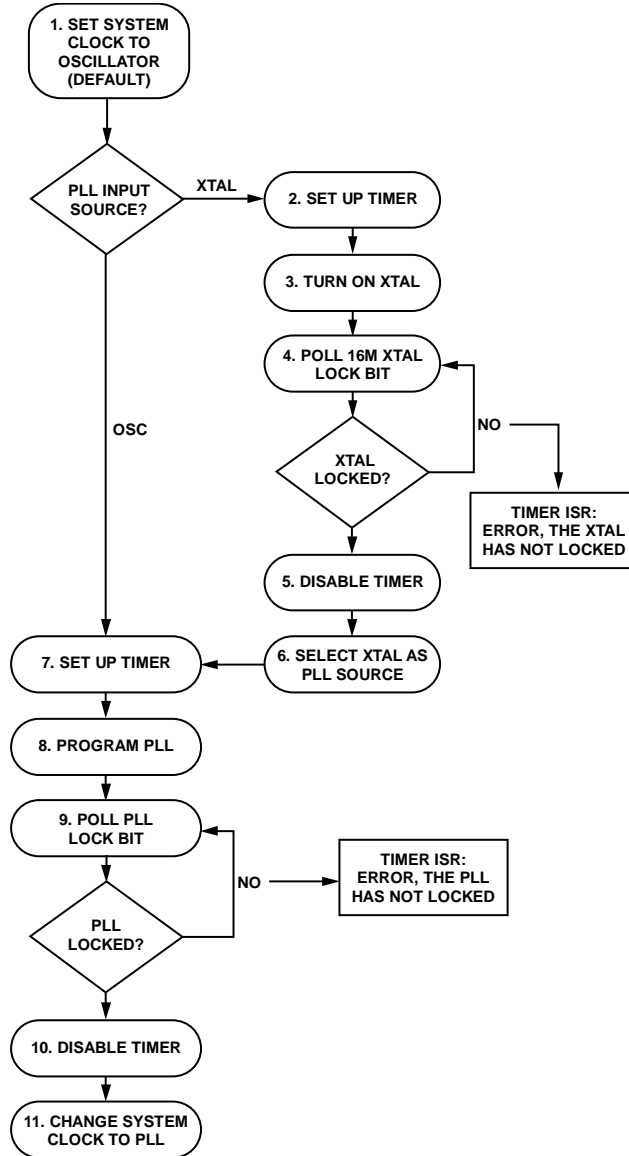 1. SET SYSTEM
CLOCK TO
OSCILLATOR
(DEFAULT)
PLL INPUT
SOURCE?
XTAL
2. SET UP TIMER
3. TURN ON XTAL
4. POLL 16M XTAL
LOCK BIT
NO
OSC
XTAL
LOCKED?
TIMER ISR:
ERROR, THE XTAL
HAS NOT LOCKED
5. DISABLE TIMER
6. SELECT XTAL AS
PLL SOURCE
7. SET UP TIMER
8. PROGRAM PLL
9. POLL PLL
LOCK BIT
NO
TIMER ISR:
ERROR, THE PLL
HAS NOT LOCKED
PLL
LOCKED?
10. DISABLE TIMER
11. CHANGE SYSTEM
CLOCK TO PLL